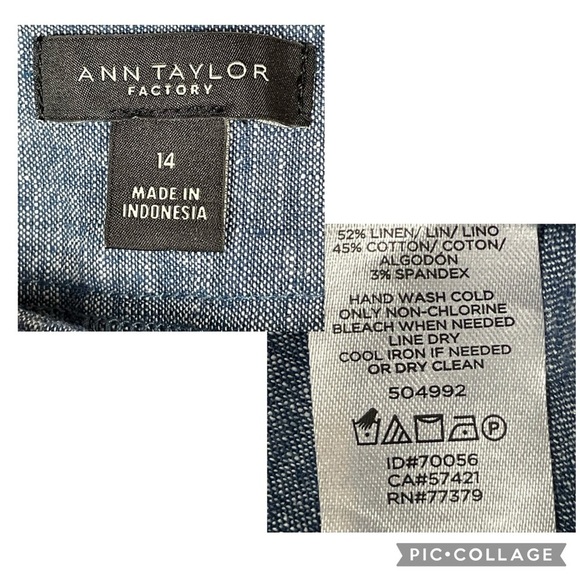 ANN TAYLOR
FACTORY
14
MADE IN
INDONESIA
52% LINEN/ LIN/ LINO
45% COTTON/ COTON/
ALGODÓN
3% SPANDEX
HAND WASH COLD
ONLY NON-CHLORINE
BLEACH WHEN NEEDED
LINE DRY
COOL IRON IF NEEDED
OR DRY CLEAN
504992
P
ID#70056
CA#57421
RN#77379
PIC•COLLAGE